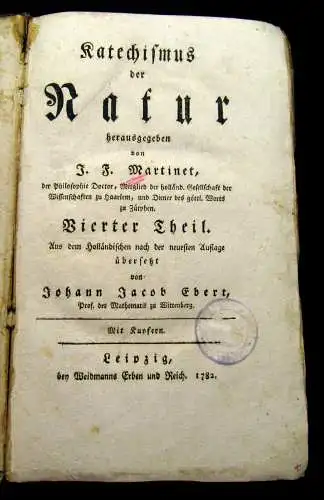 Katechismus
der
Natur
herausgegeben
von
J. F. Martinet,
der Philosophie Doctor, Mitglied der holländ. Gesellschaft der
Wissenschaften zu Haarlem, und Diener des göttl. Worts
zu Zütphen.
Vierter Theil.
Aus dem Holländischen nach der neuesten Auflage
übersetzt
von
Johann Jacob Ebert,
Prof. der Mathematik zu Wittenberg.
Mit Kupfern.
Leipzig,
bey Weidmanns Erben und Reich. 1782.